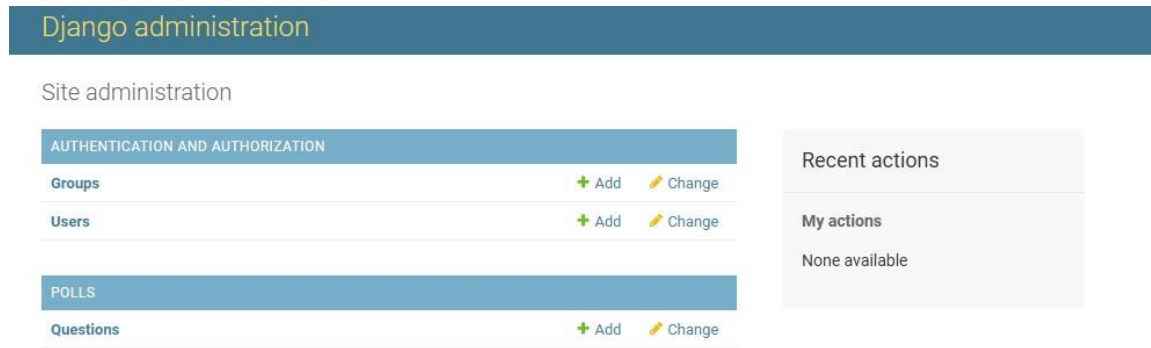 Django administration
Site administration
AUTHENTICATION AND AUTHORIZATION
Groups + Add Change
Users + Add Change
POLLS
Questions + Add Change
Recent actions
My actions
None available